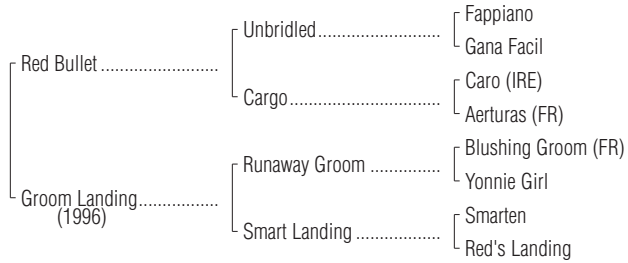 Fappiano
Unbridled
Gana Facil
Red Bullet
Caro (IRE)
Cargo
Aerturas (FR)
Blushing Groom (FR)
Runaway Groom
Yonnie Girl
Groom Landing
(1996)
Smarten
Smart Landing
Red's Landing